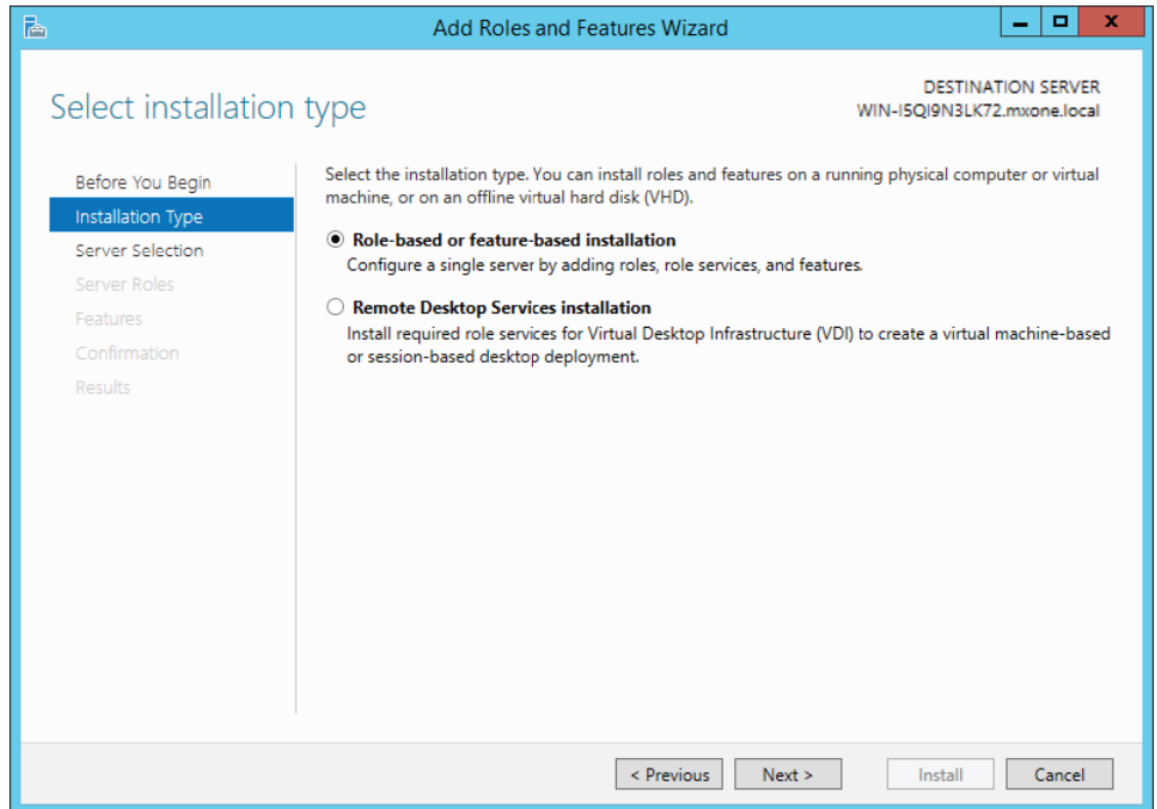 Add Roles and Features Wizard
Select installation type
DESTINATION SERVER
WIN-I5QI9N3LK72.mxone.local
Before You Begin
Installation Type
Server Selection
Server Roles
Features
Confirmation
Results
Select the installation type. You can install roles and features on a running physical computer or virtual
machine, or on an offline virtual hard disk (VHD).
Role-based or feature-based installation
Configure a single server by adding roles, role services, and features.
Remote Desktop Services installation
Install required role services for Virtual Desktop Infrastructure (VDI) to create a virtual machine-based
or session-based desktop deployment.
< Previous
Next >
Install
Cancel